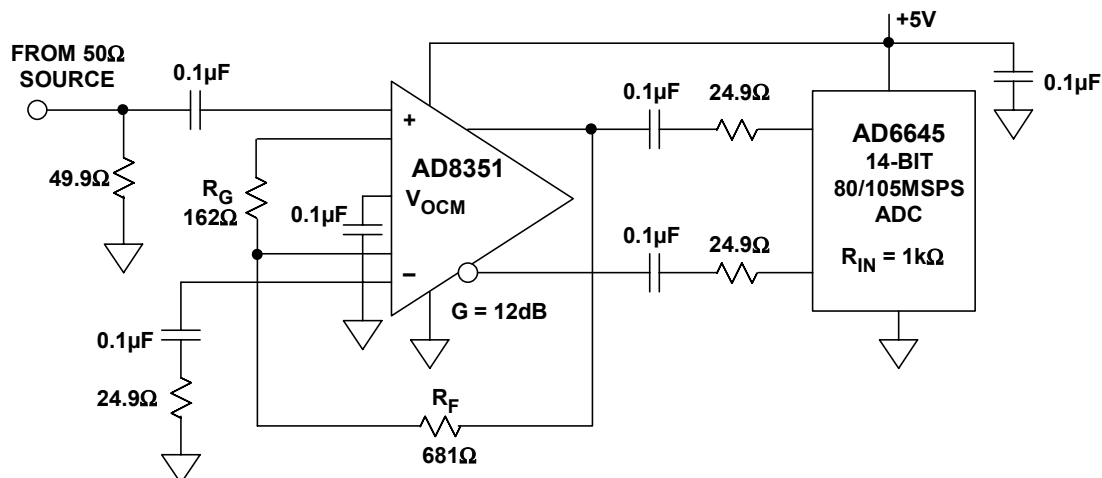 +5V
FROM 50Ω
SOURCE
0.1µF
0.1µF
24.9Ω
0.1µF
+
AD8351
AD6645
14-BIT
80/105MSPS
ADC
R_IN = 1kΩ
49.9Ω
R_G
162Ω
0.1µF
V_OCM
0.1µF
24.9Ω
–
G = 12dB
0.1µF
24.9Ω
R_F
681Ω